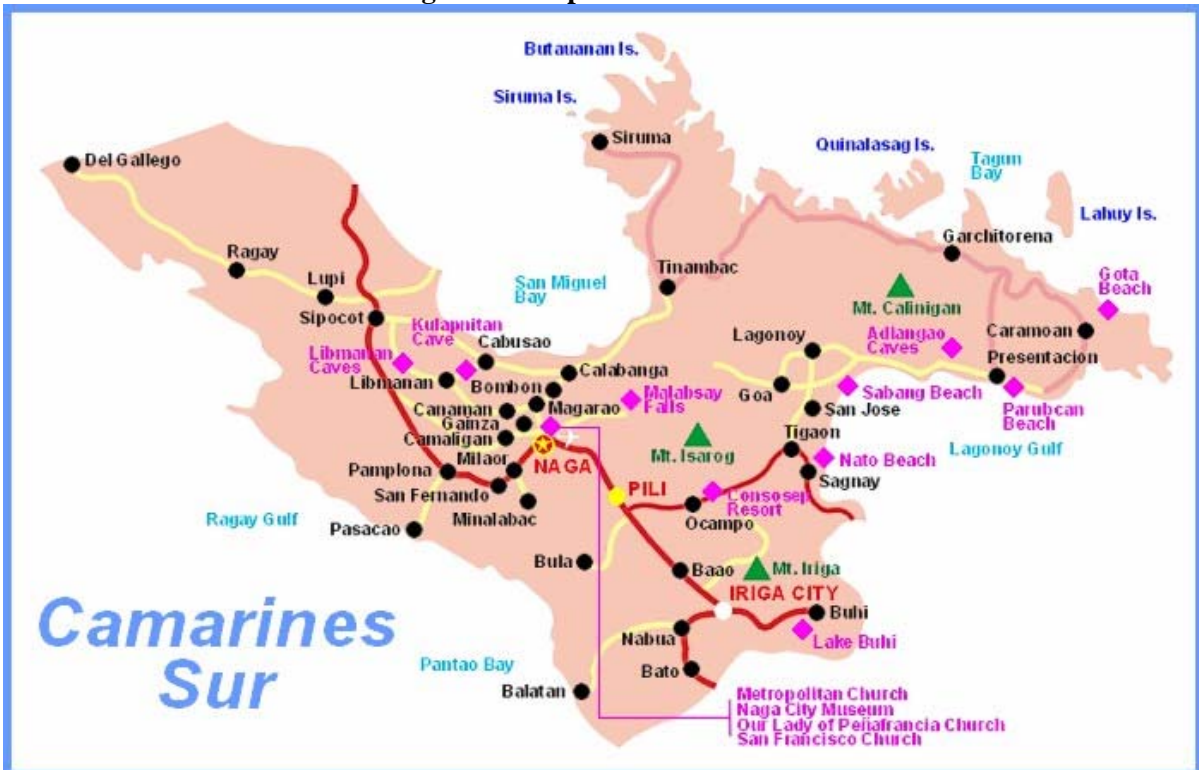 Butauanan Is.
Siruma Is.
Siruma
Quinalasag Is.
Tagun
Bay
Del Gallego
Lahuy Is.
Garchitorena
Ragay
Tinambac
Gota
Beach
Lupi
San Miguel
Bay
Mt. Calinigan
Sipocot
Kulapnitan
Cave
Cabusao
Lagonoy
Adiangao
Caves
Caramoan
Libmanan
Caves
Presentacion
Libmanan
Bombon
Calabanga
Goa
Sabang Beach
Malabsay
Falls
Canaman
Magarao
San Jose
Parubcan
Beach
Gainza
Camaligan
Tigaon
Mt. Isarog
Lagonoy Gulf
Milaor
NAGA
Nato Beach
Pamplona
Sagnay
San Fernando
PILI
Consosep
Resort
Minalabac
Ocampo
Ragay Gulf
Pasacao
Bula
Baao
Mt. Iriga
IRIGA CITY
Camarines
Sur
Buhi
Nabua
Lake Buhi
Pantao Bay
Bato
Balatan
Metropolitan Church
Naga City Museum
Our Lady of Peñafrancia Church
San Francisco Church